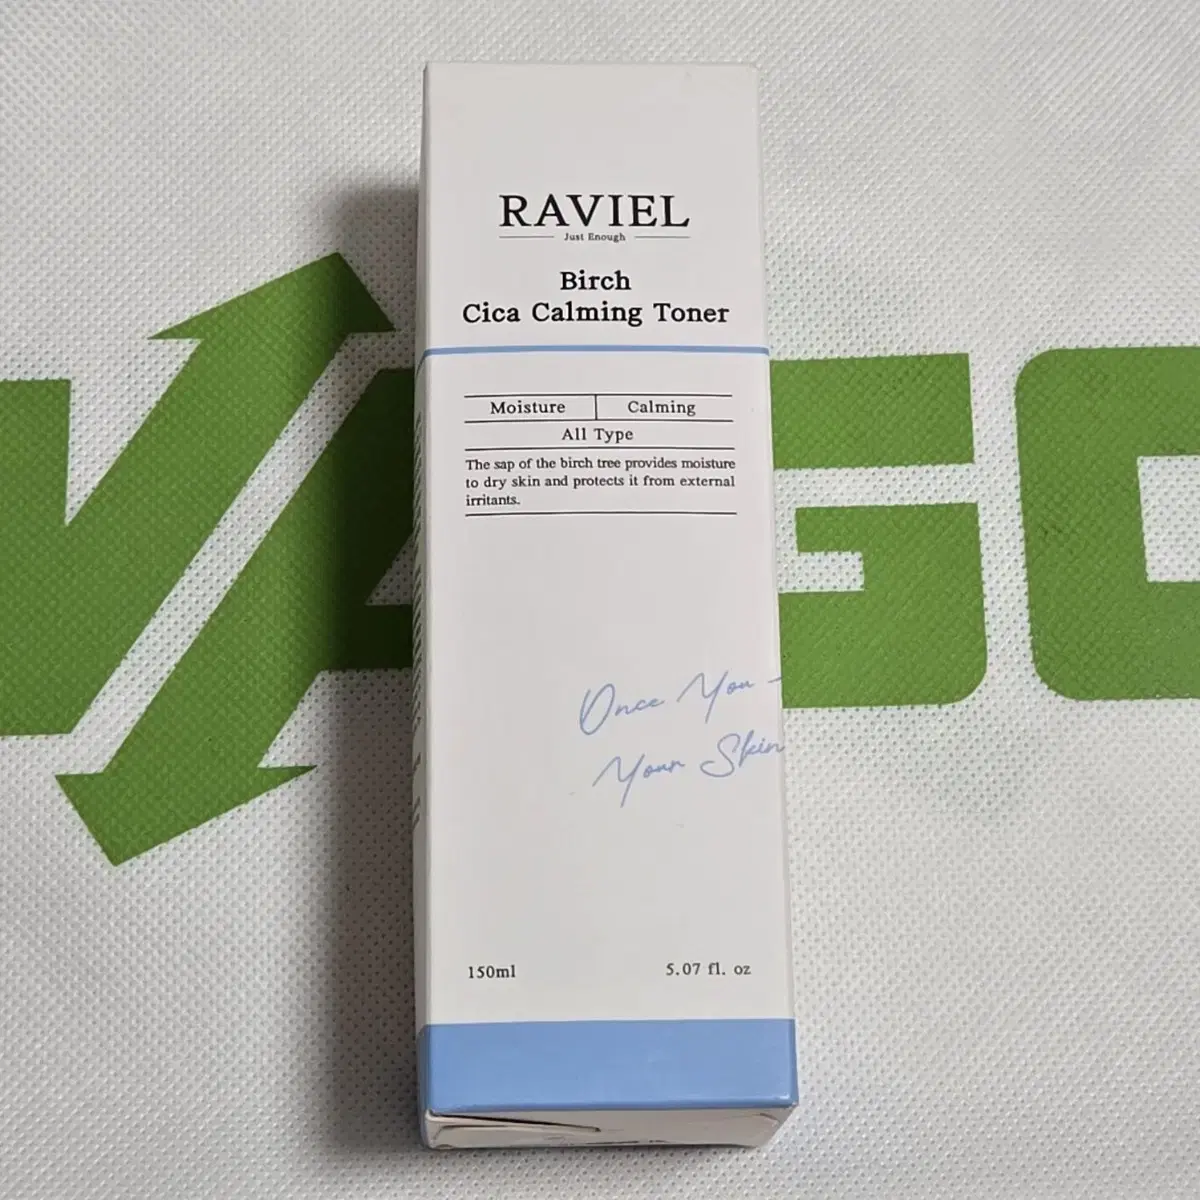 RAVIEL
Just Enough
Birch
Cica Calming Toner
Moisture
Calming
All Type
The sap of the birch tree provides moisture
to dry skin and protects it from external
irritants.
Once You -
Your Skin
150ml
5.07 fl. oz